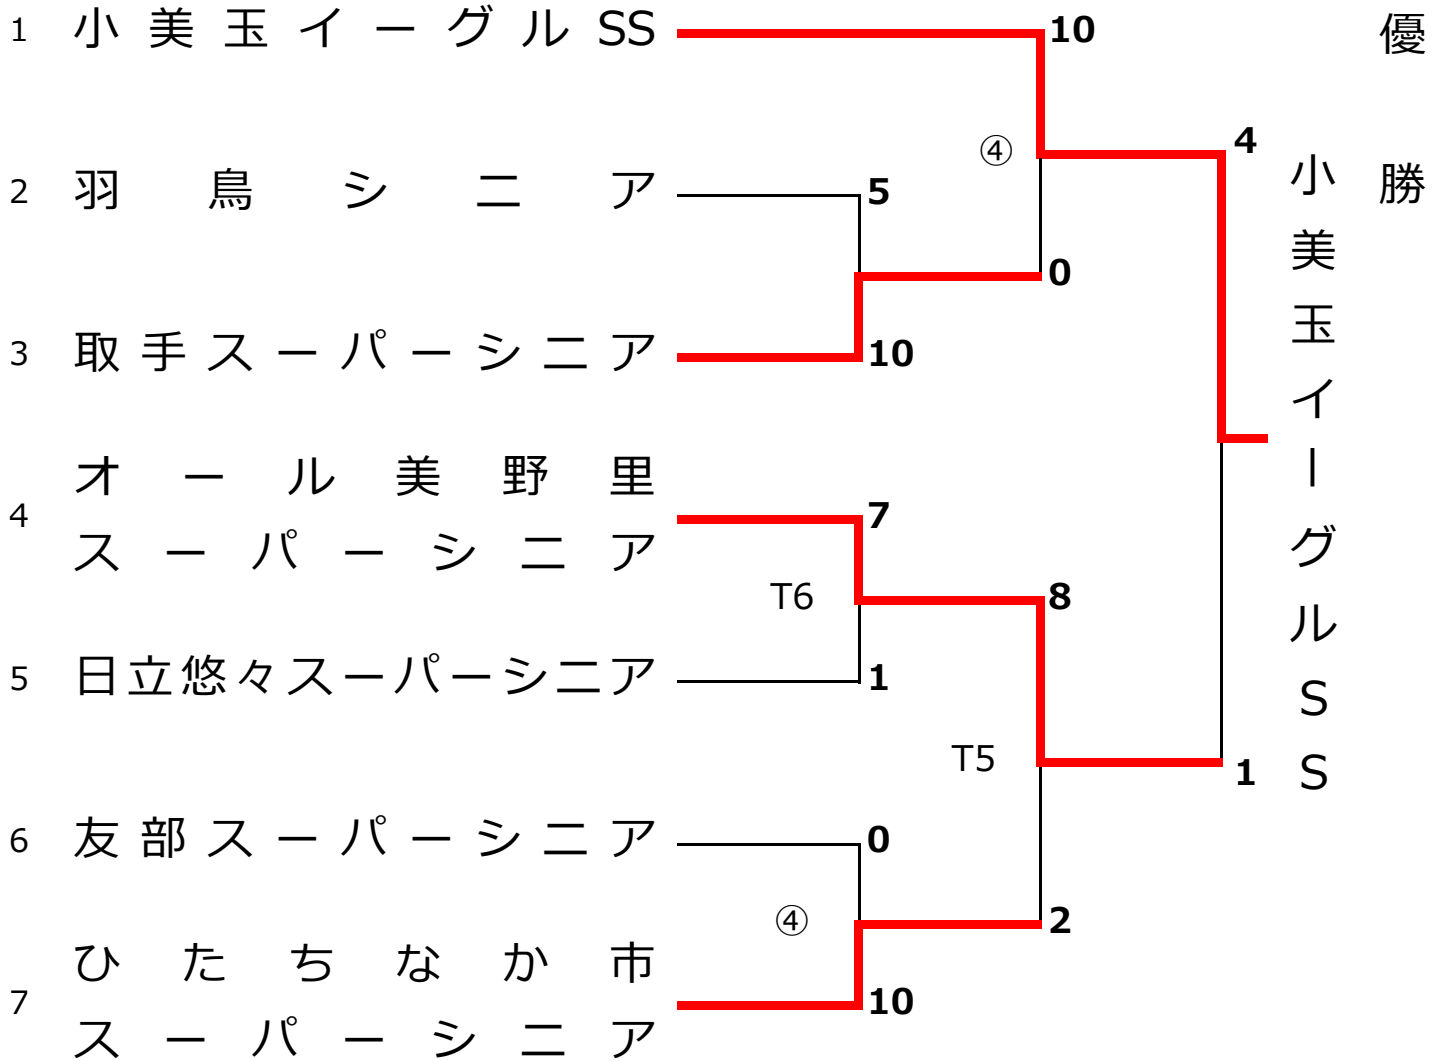 1 小美玉イーグルSS
10
優勝
④
4
小美玉イーグルSS
2 羽鳥シニア
5
0
3 取手スーパーシニア
10
4 オール美野里
スーパーシニア
7
T6
8
5 日立悠々スーパーシニア
1
T5
1
6 友部スーパーシニア
0
④
2
7 ひたちなか市
スーパーシニア
10